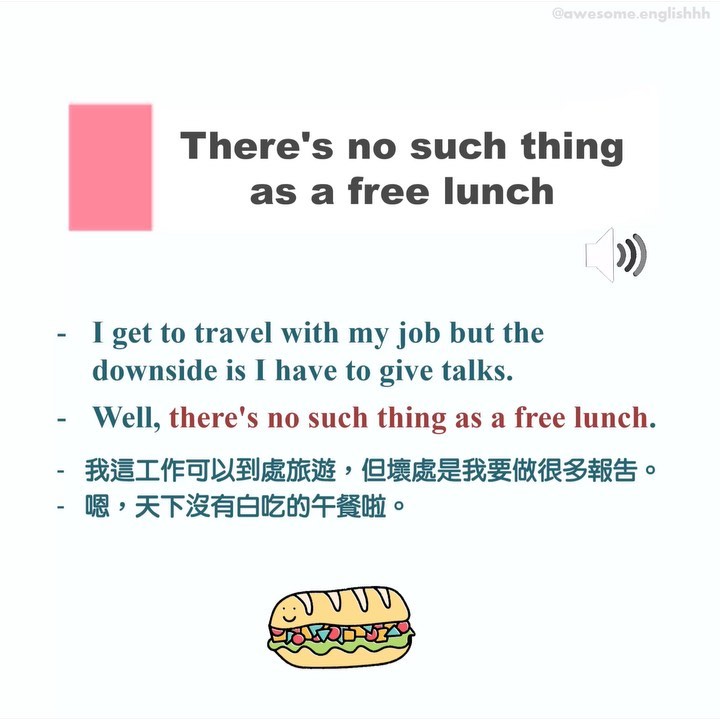 @awesome.englishhh
There's no such thing
as a free lunch
- I get to travel with my job but the
downside is I have to give talks.
- Well, there's no such thing as a free lunch.
- 我這工作可以到處旅遊，但壞處是我要做很多報告。
- 嗯，天下沒有白吃的午餐啦。